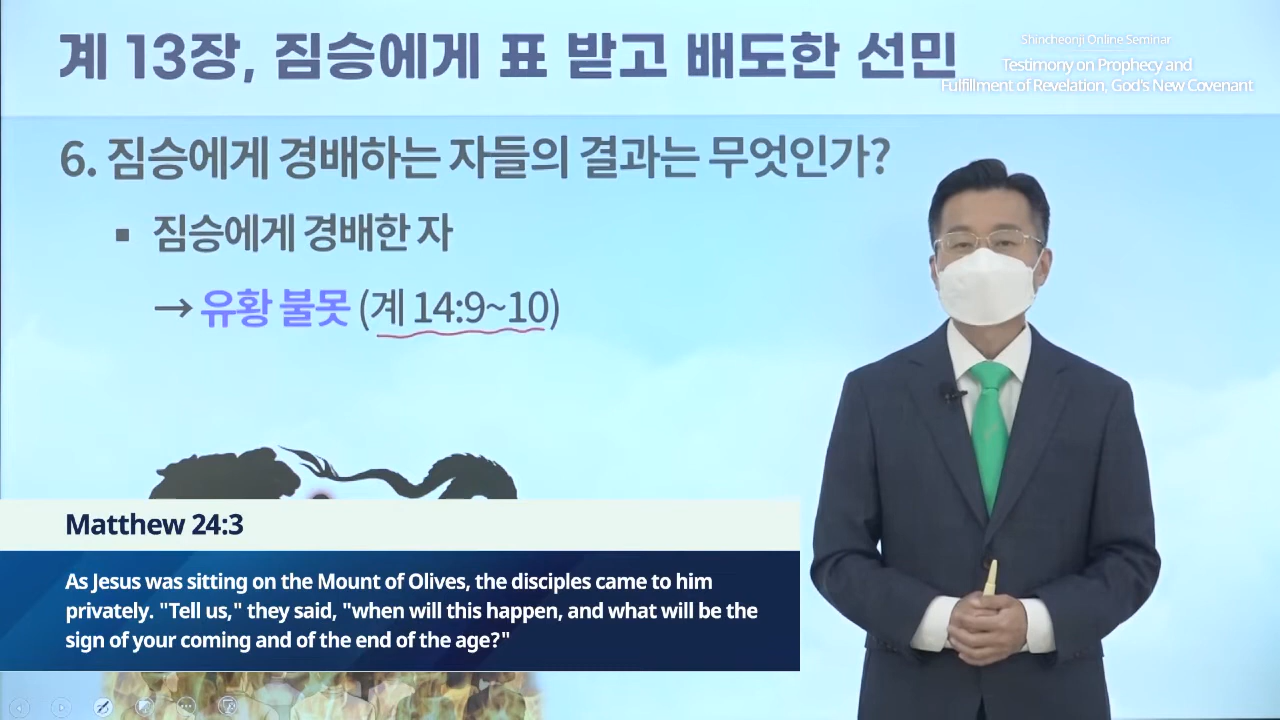 계 13장, 짐승에게 표 받고 배도한 선민
Shincheonji Online Seminar
Testimony on Prophecy and
Fulfillment of Revelation, God's New Covenant
6. 짐승에게 경배하는 자들의 결과는 무엇인가?
▪ 짐승에게 경배한 자
→ 유황 불못 (계 14:9~10)
Matthew 24:3
As Jesus was sitting on the Mount of Olives, the disciples came to him
privately. "Tell us," they said, "when will this happen, and what will be the
sign of your coming and of the end of the age?"